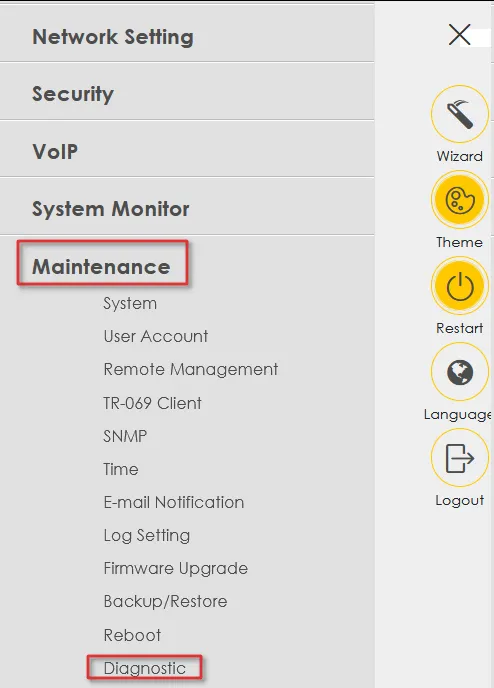 Network Setting
Security
VoIP
System Monitor
Maintenance
System
User Account
Remote Management
TR-069 Client
SNMP
Time
E-mail Notification
Log Setting
Firmware Upgrade
Backup/Restore
Reboot
Diagnostic
Wizard
Theme
Restart
Language
Logout